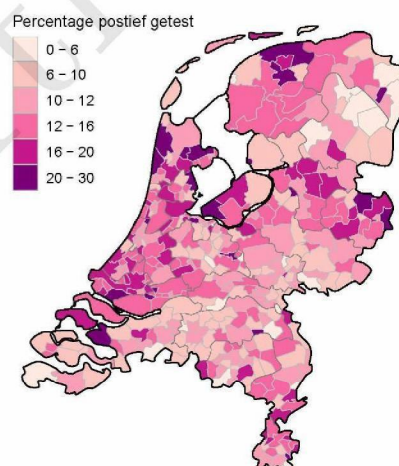 Percentage postief getest
0 – 6
6 – 10
10 – 12
12 – 16
16 – 20
20 – 30